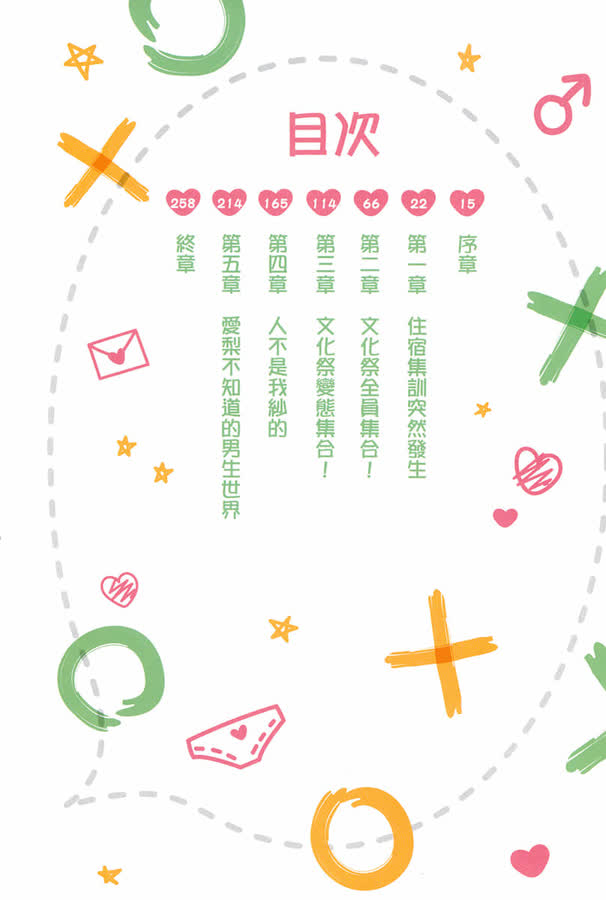 目次
15 序章
22 第一章 住宿集訓突然發生
66 第二章 文化祭全員集合！
114 第三章 文化祭變態集合！
165 第四章 人不是我紗的
214 第五章 愛梨不知道的男生世界
258 終章